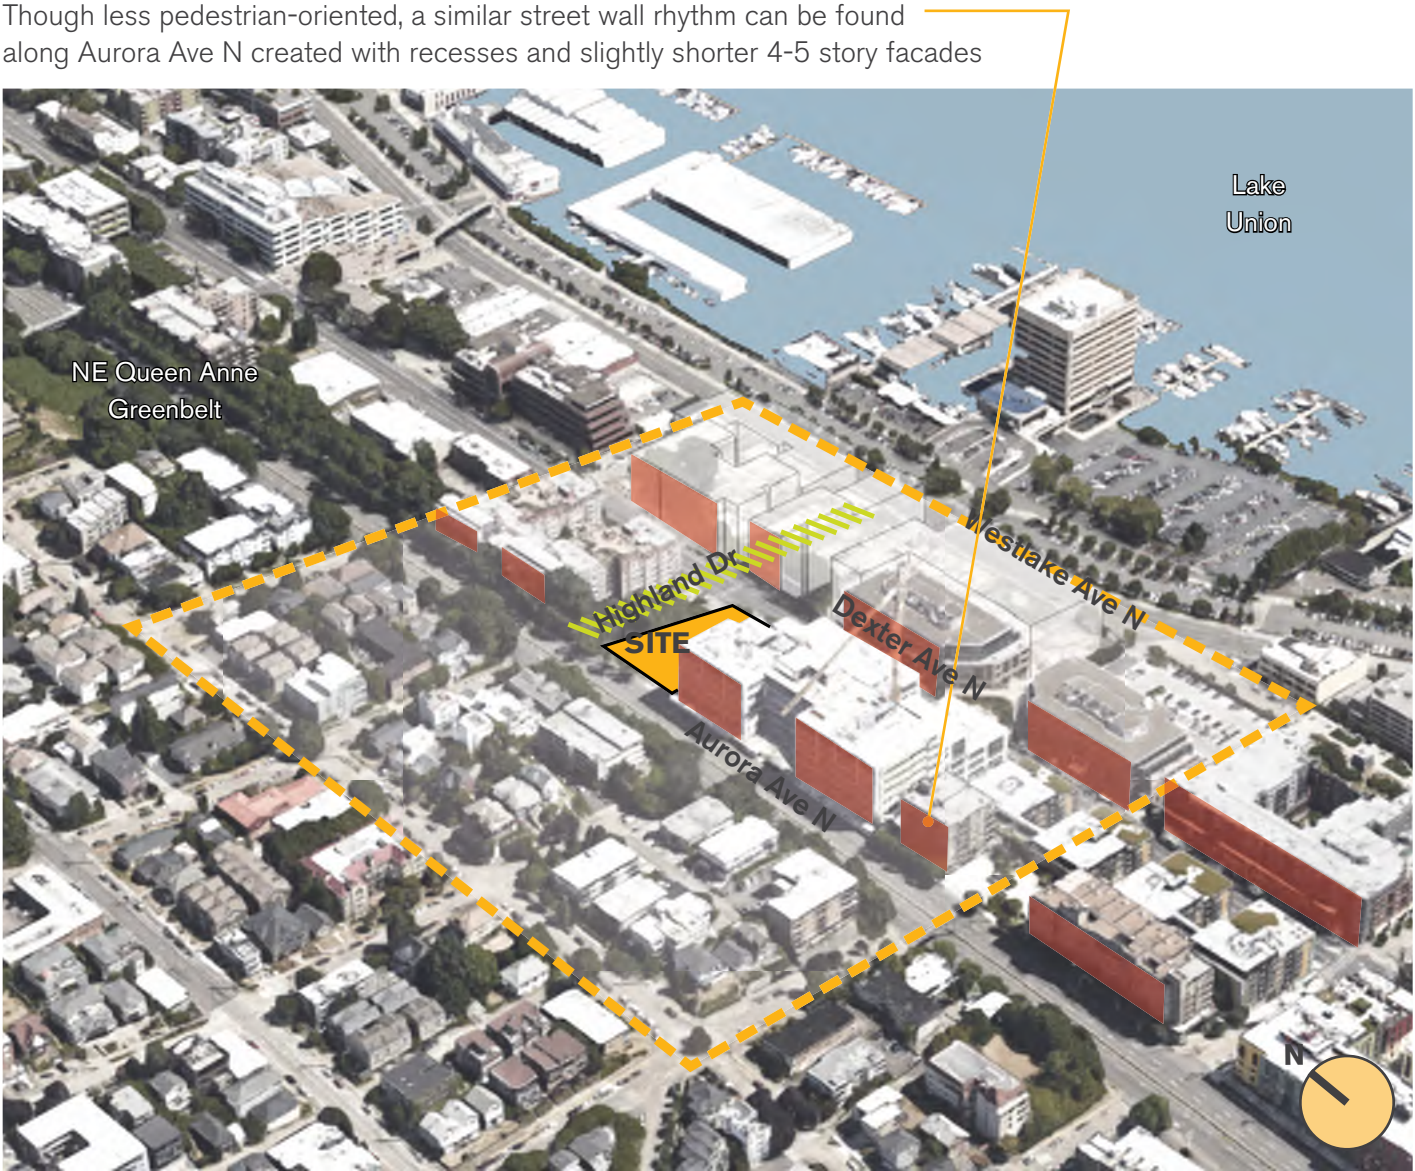 Though less pedestrian-oriented, a similar street wall rhythm can be found
along Aurora Ave N created with recesses and slightly shorter 4-5 story facades
Lake
Union
NE Queen Anne
Greenbelt
Westlake Ave N
Highland Dr
Dexter Ave N
SITE
Aurora Ave N
N